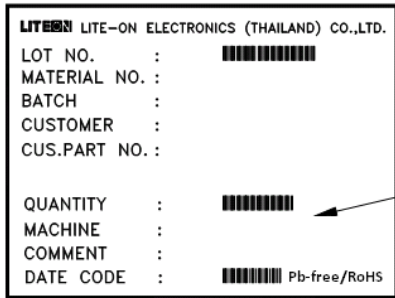 LITEON LITE-ON ELECTRONICS (THAILAND) CO.,LTD.
LOT NO. :
MATERIAL NO. :
BATCH :
CUSTOMER :
CUS.PART NO. :
QUANTITY :
MACHINE :
COMMENT :
DATE CODE : Pb-free/RoHS